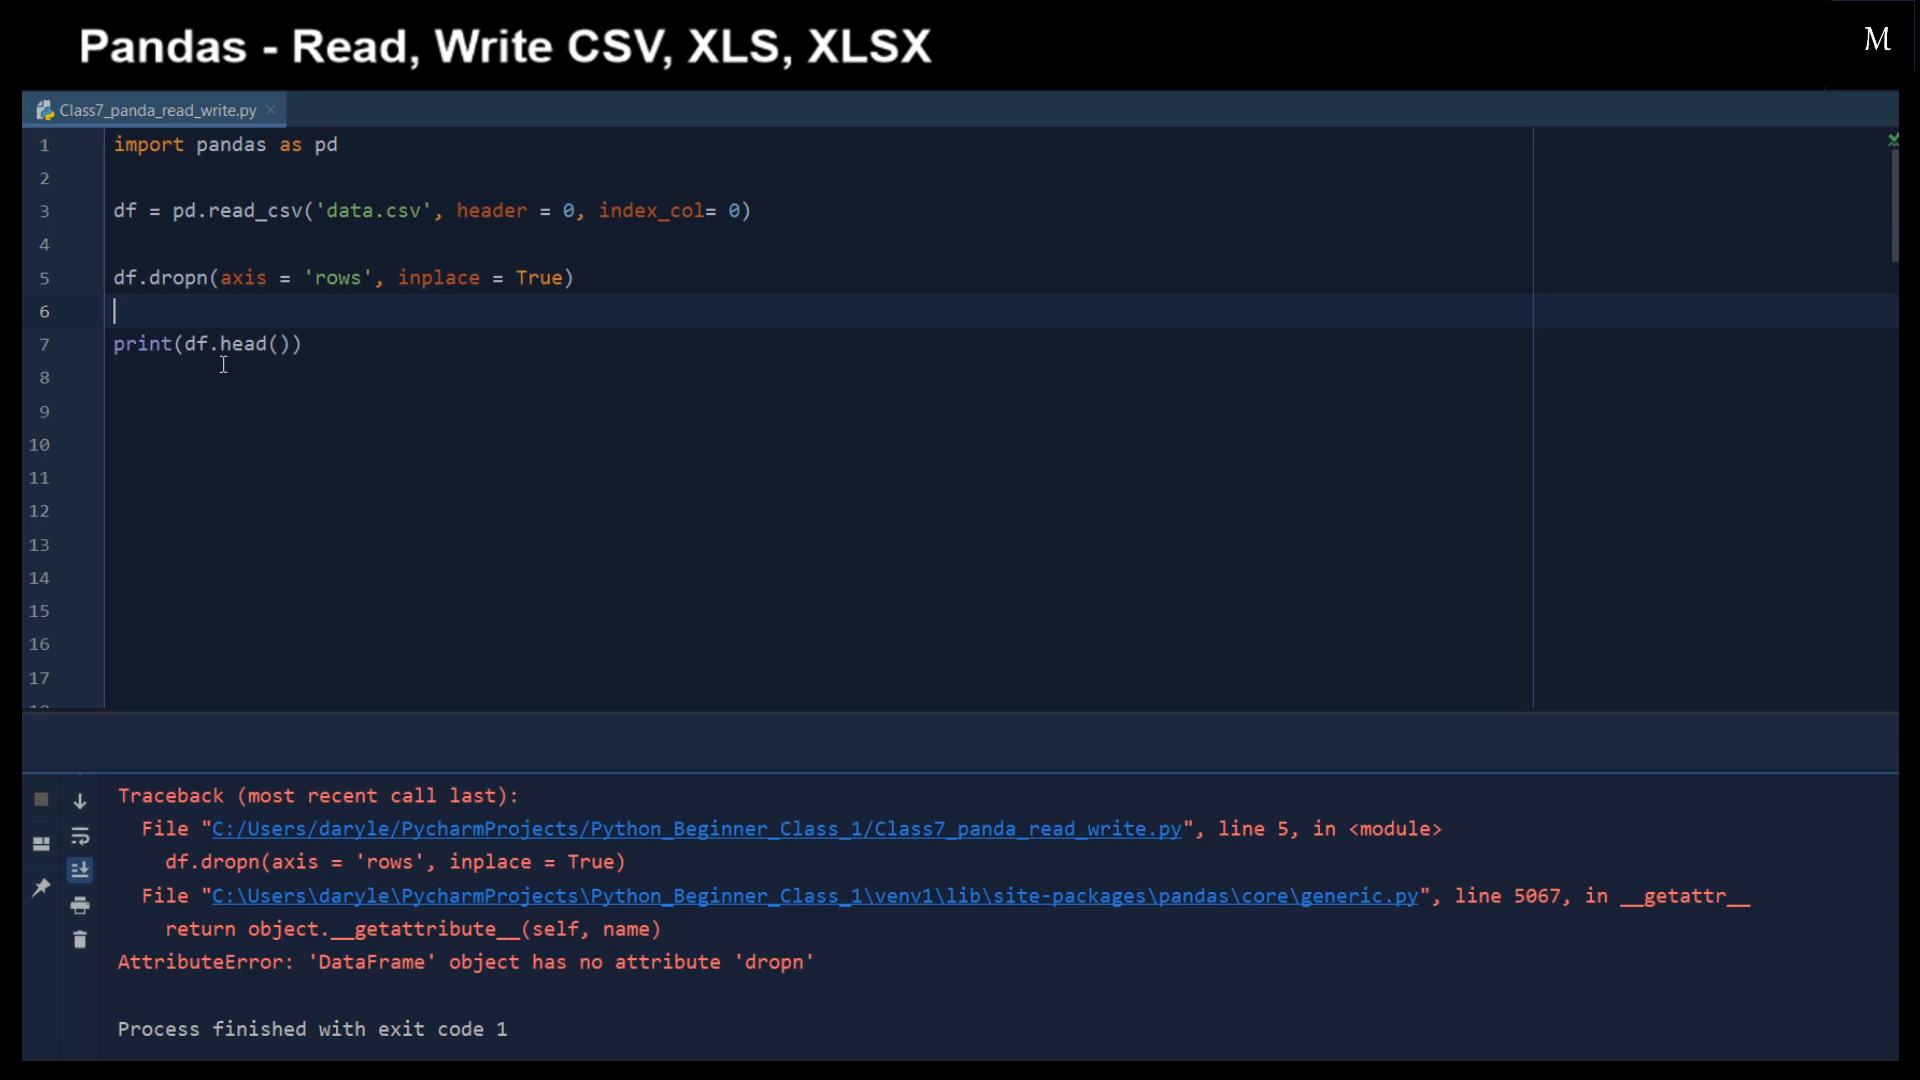 Pandas - Read, Write CSV, XLS, XLSX
M
Class7_panda_read_write.py
1 import pandas as pd
2
3 df = pd.read_csv('data.csv', header = 0, index_col= 0)
4
5 df.dropn(axis = 'rows', inplace = True)
6
7 print(df.head())
8
9
10
11
12
13
14
15
16
17
Traceback (most recent call last):
File "C:/Users/daryle/PycharmProjects/Python_Beginner_Class_1/Class7_panda_read_write.py", line 5, in <module>
df.dropn(axis = 'rows', inplace = True)
File "C:\Users\daryle\PycharmProjects\Python_Beginner_Class_1\venv1\lib\site-packages\pandas\core\generic.py", line 5067, in __getattr__
return object.__getattribute__(self, name)
AttributeError: 'DataFrame' object has no attribute 'dropn'
Process finished with exit code 1